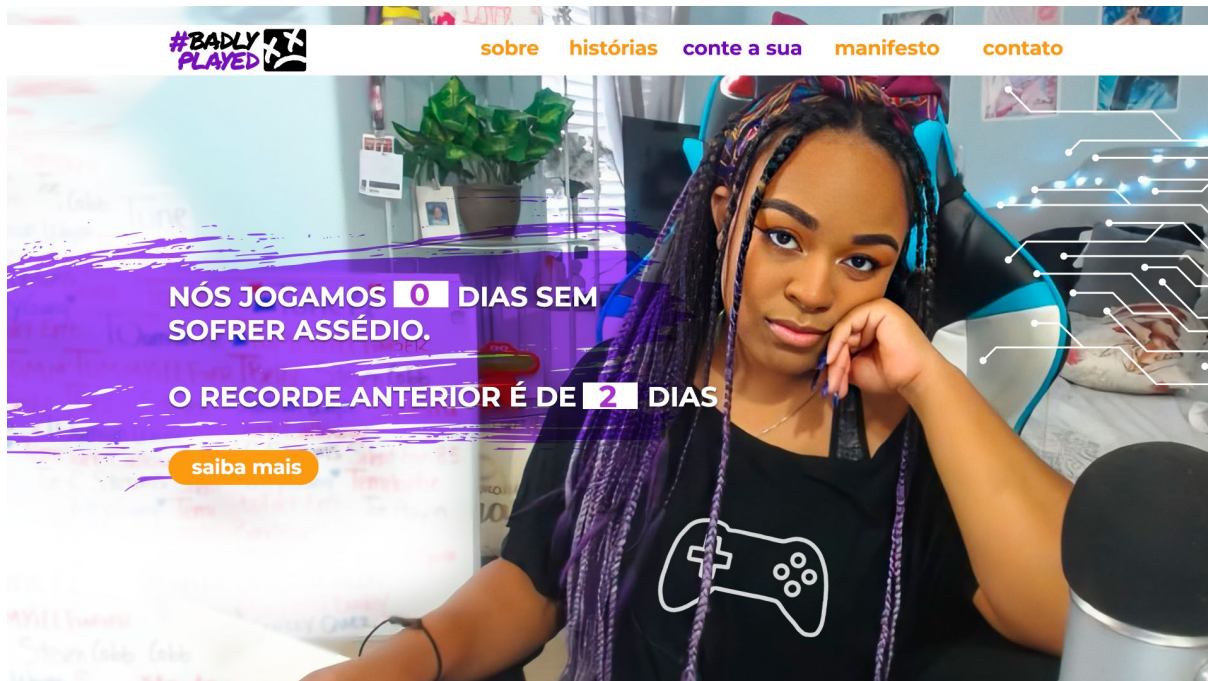 #BADLY
PLAYED
sobre histórias conte a sua manifesto contato
NÓS JOGAMOS 0 DIAS SEM
SOFRER ASSÉDIO.
O RECORDE ANTERIOR É DE 2 DIAS
saiba mais